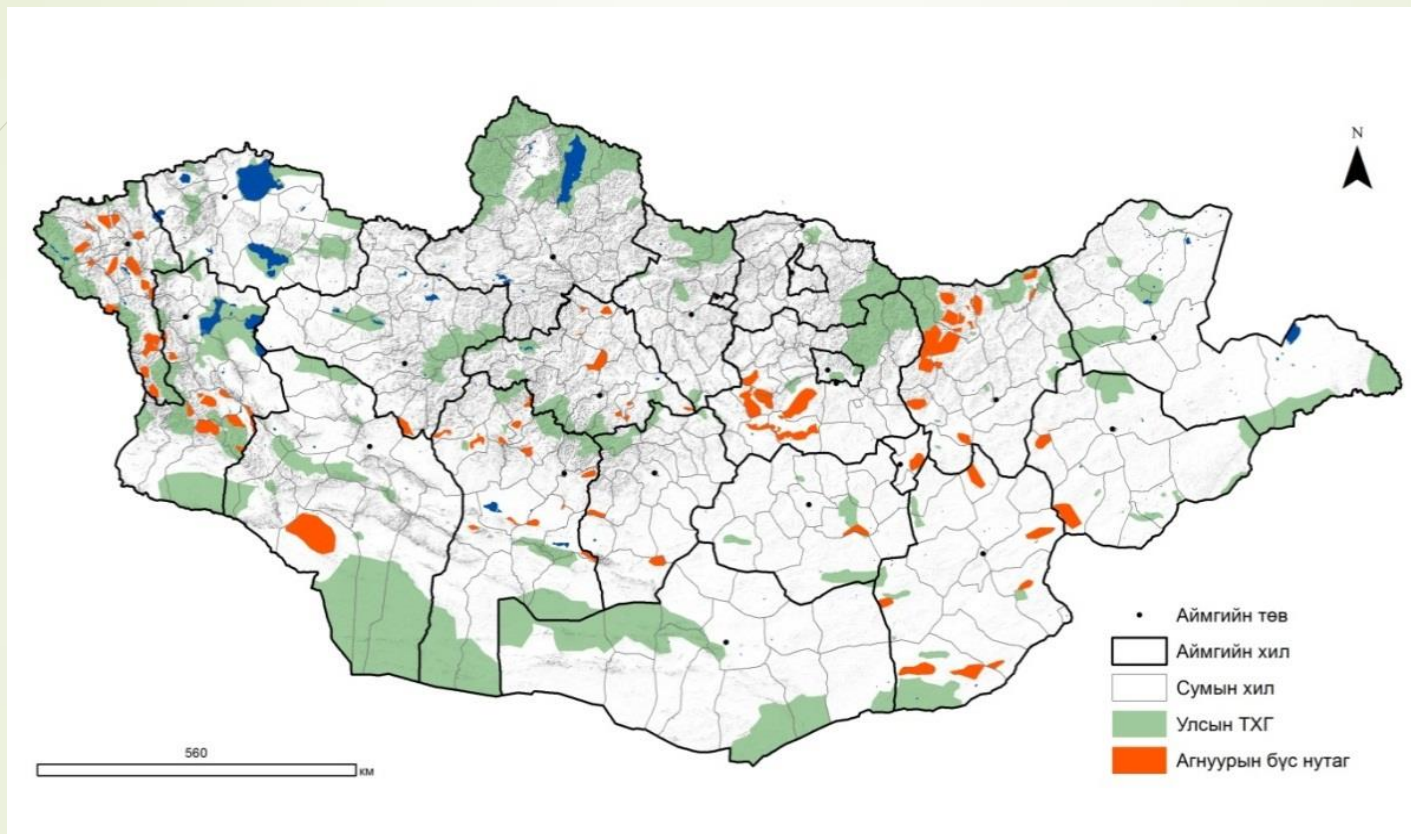 N
Аймгийн төв
Аймгийн хил
Сумын хил
Улсын ТХГ
Агнуурын бүс нутаг
560
км